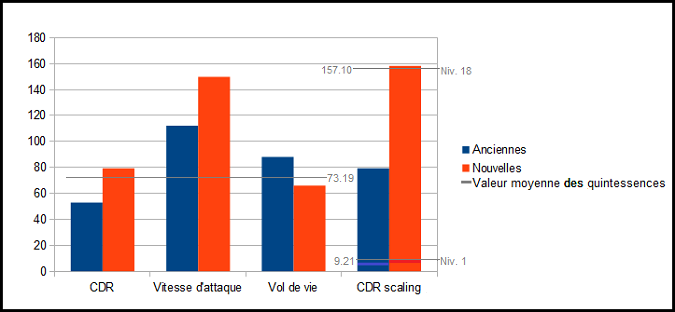 180
160
140
120
100
80
60
40
20
0
157.10
Niv. 18
73.19
9.21
Niv. 1
CDR
Vitesse d'attaque
Vol de vie
CDR scaling
Anciennes
Nouvelles
Valeur moyenne des quintessences